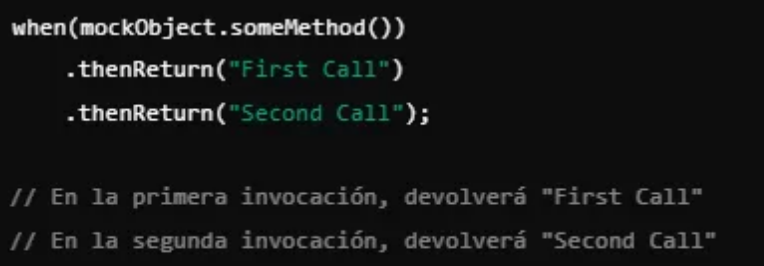 when(mockObject.someMethod())
    .thenReturn("First Call")
    .thenReturn("Second Call");
// En la primera invocación, devolverá "First Call"
// En la segunda invocación, devolverá "Second Call"